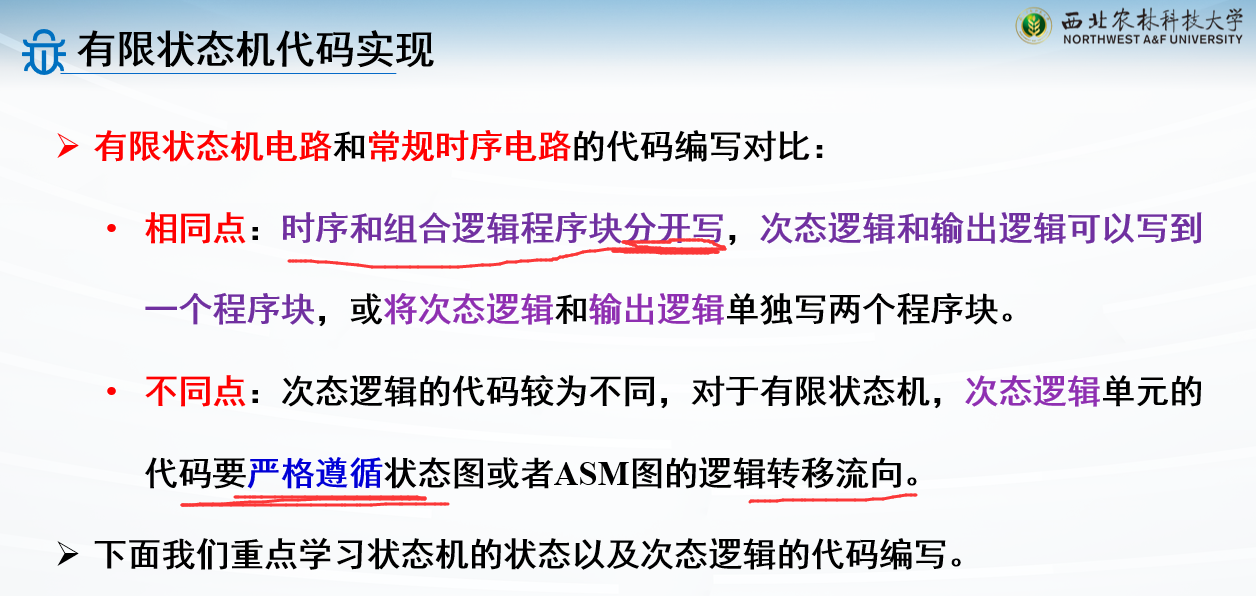 西北农林科技大学
NORTHWEST A&F UNIVERSITY
有限状态机代码实现
有限状态机电路和常规时序电路的代码编写对比：
相同点：时序和组合逻辑程序块分开写，次态逻辑和输出逻辑可以写到
一个程序块，或将次态逻辑和输出逻辑单独写两个程序块。
不同点：次态逻辑的代码较为不同，对于有限状态机，次态逻辑单元的
代码要严格遵循状态图或者ASM图的逻辑转移流向。
下面我们重点学习状态机的状态以及次态逻辑的代码编写。